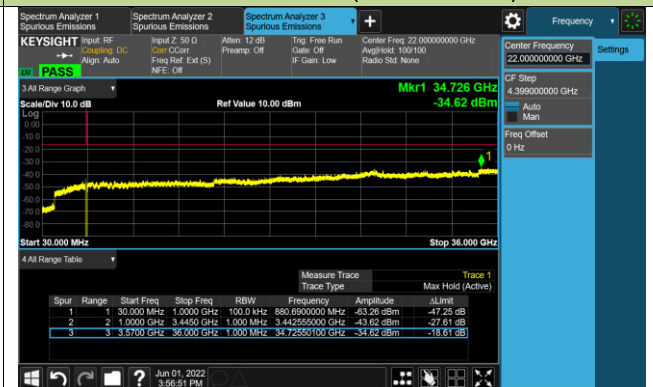 Spectrum Analyzer 1
Spurious Emissions
Spectrum Analyzer 2
Spurious Emissions
Spectrum Analyzer 3
Spurious Emissions
+
Frequency
KEYSIGHT
PASS
Input: RF
Coupling: DC
Align: Auto
Input Z: 50 Ω
Corr CCorr
Freq Ref: Ext (S)
NFE: Off
Atten: 12 dB
Preamp: Off
Trig: Free Run
Gate: Off
IF Gain: Low
Center Freq: 22.000000000 GHz
Avg|Hold: 100/100
Radio Std: None
Center Frequency
22.000000000 GHz
Settings
CF Step
4.399000000 GHz
Auto
Man
Freq Offset
0 Hz
3 All Range Graph
Mkr1 34.726 GHz
Scale/Div 10.0 dB
Ref Value 10.00 dBm
-34.62 dBm
Log
0.00
-10.0
-20.0
-30.0
-40.0
-50.0
-60.0
-70.0
-80.0
1
Start 30.000 MHz
Stop 36.000 GHz
4 All Range Table
Measure Trace Trace 1
Trace Type Max Hold (Active)
Spur Range Start Freq Stop Freq RBW Frequency Amplitude ΔLimit
1 1 30.000 MHz 1.0000 GHz 100.0 kHz 880.6900000 MHz -63.26 dBm -47.25 dB
2 2 1.0000 GHz 3.4450 GHz 1.000 MHz 3.442555000 GHz -43.62 dBm -27.61 dB
3 3 3.5700 GHz 36.000 GHz 1.000 MHz 34.72550100 GHz -34.62 dBm -18.61 dB
?
Jun 01, 2022
3:56:51 PM